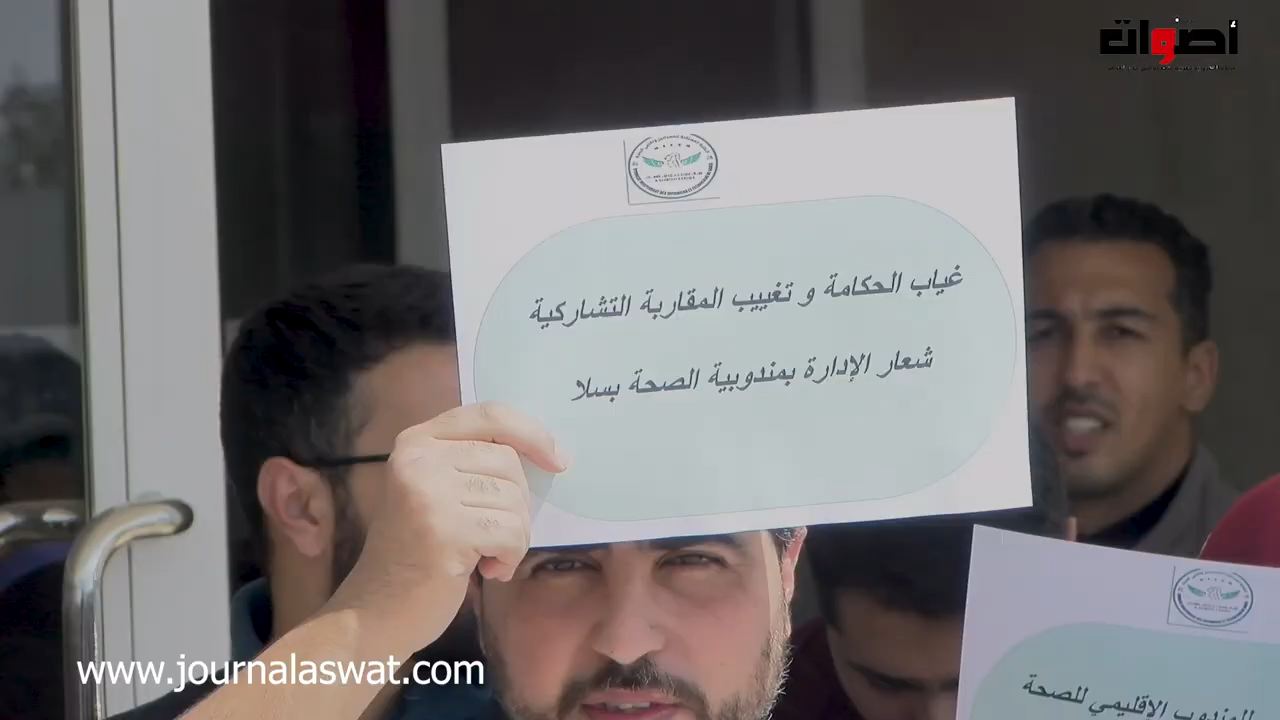 أصوات
غياب الحكامة و تغييب المقاربة التشاركية
شعار الإدارة بمندوبية الصحة بسلا
المندوب الإقليمي للصحة
www.journalaswat.com